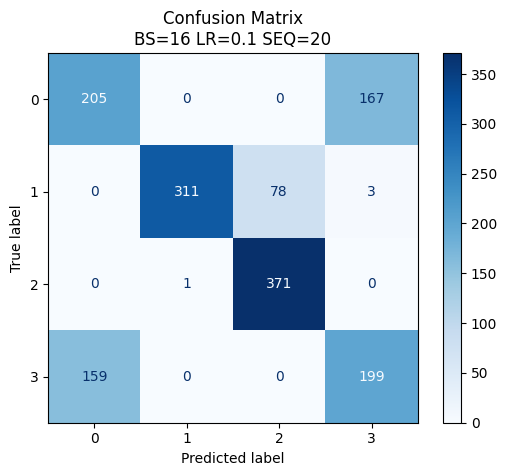 Confusion Matrix
BS=16 LR=0.1 SEQ=20
True label
0 205 0 0 167
1 0 311 78 3
2 0 1 371 0
3 159 0 0 199
0 1 2 3
Predicted label
350
300
250
200
150
100
50
0